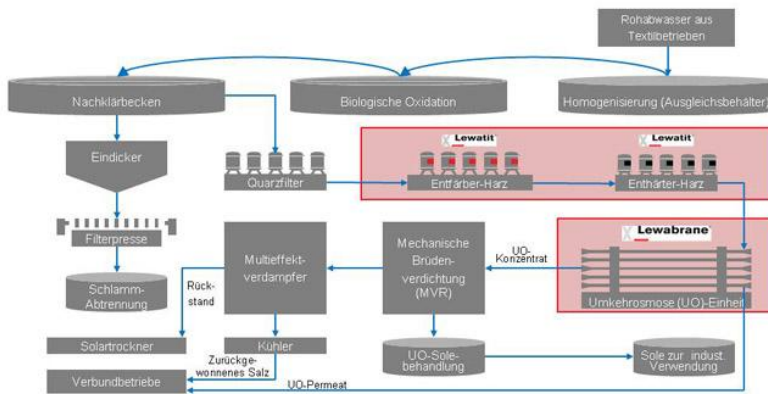 Rohabwasser aus
Textilbetrieben
Nachklärbecken
Biologische Oxidation
Homogenisierung (Ausgleichsbehälter)
Eindicker
Quarzfilter
Lewatit
Entfärber-Harz
Lewatit
Enthärter-Harz
Filterpresse
Schlamm-
Abtrennung
Multieffekt-
verdampfer
Mechanische
Brüden-
verdichtung
(MVR)
UO-
Konzentrat
Lewabrane
Umkehrosmose (UO)-Einheit
Rück-
stand
Solartrockner
Kühler
UO-Sole-
behandlung
Sole zur indust.
Verwendung
Zurückge-
wonnenes Salz
Verbundbetriebe
UO-Permeat